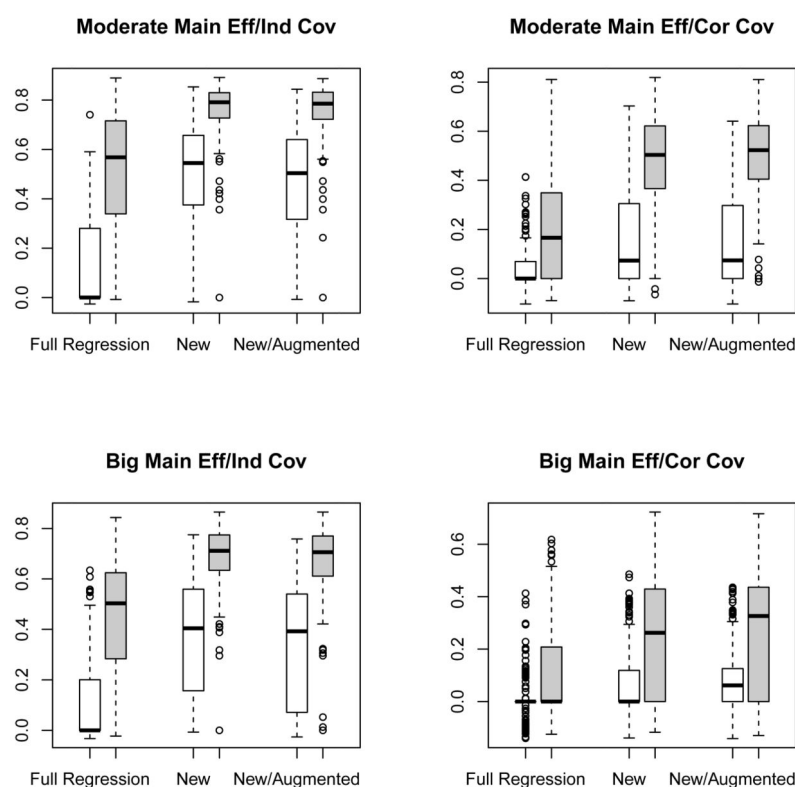 Moderate Main Eff/Ind Cov
0.8
0.6
0.4
0.2
0.0
Full Regression New New/Augmented
Moderate Main Eff/Cor Cov
0.8
0.6
0.4
0.2
0.0
Full Regression New New/Augmented
Big Main Eff/Ind Cov
0.8
0.6
0.4
0.2
0.0
Full Regression New New/Augmented
Big Main Eff/Cor Cov
0.6
0.4
0.2
0.0
Full Regression New New/Augmented